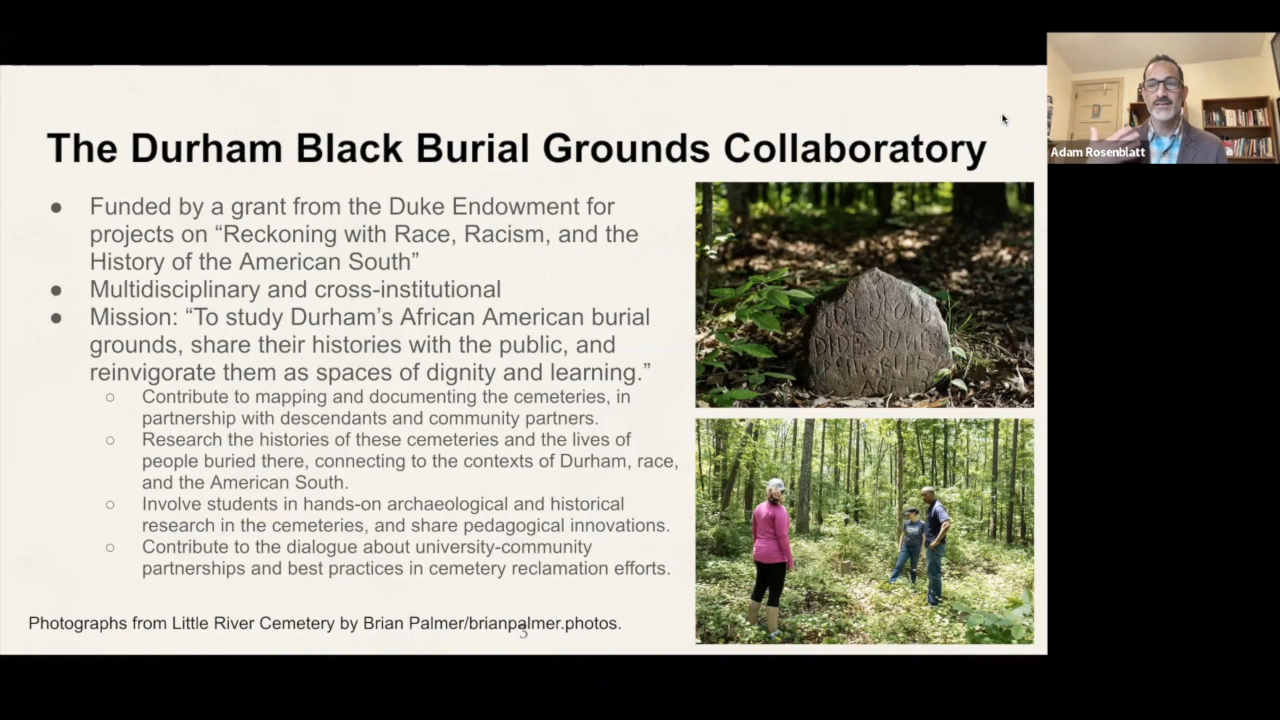 The Durham Black Burial Grounds Collaboratory
● Funded by a grant from the Duke Endowment for
projects on “Reckoning with Race, Racism, and the
History of the American South”
● Multidisciplinary and cross-institutional
● Mission: “To study Durham’s African American burial
grounds, share their histories with the public, and
reinvigorate them as spaces of dignity and learning.”
○ Contribute to mapping and documenting the cemeteries, in
partnership with descendants and community partners.
○ Research the histories of these cemeteries and the lives of
people buried there, connecting to the contexts of Durham, race,
and the American South.
○ Involve students in hands-on archaeological and historical
research in the cemeteries, and share pedagogical innovations.
○ Contribute to the dialogue about university-community
partnerships and best practices in cemetery reclamation efforts.
Photographs from Little River Cemetery by Brian Palmer/brianpalmer.photos.
3
DIDE. JUNE
Adam Rosenblatt